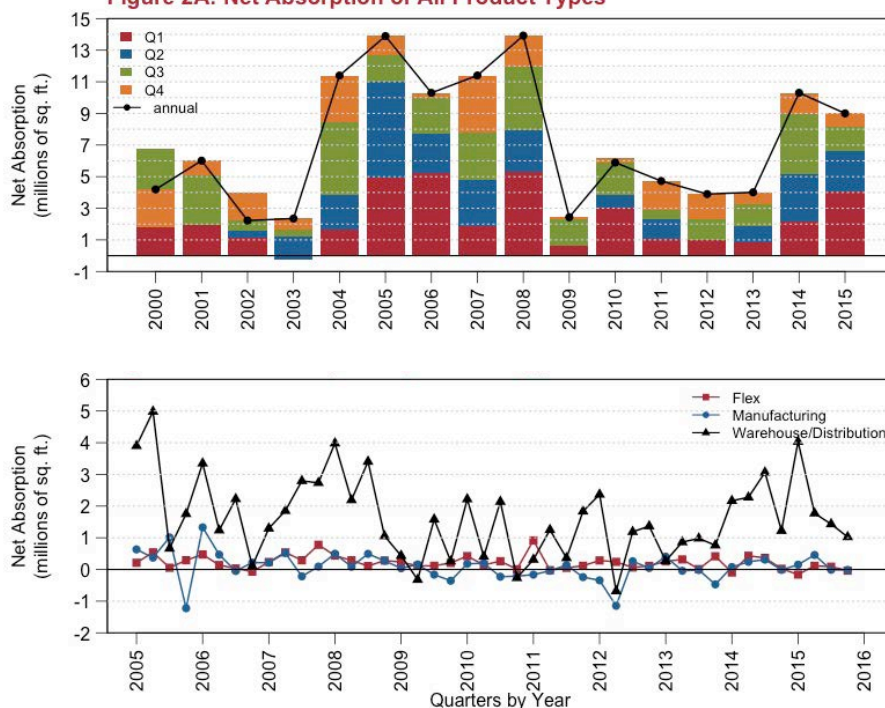 Figure 2A: Net Absorption of All Product Types
Net Absorption
(millions of sq. ft.)
15
13
11
9
7
5
3
1
-1
Q1
Q2
Q3
Q4
annual
2000 2001 2002 2003 2004 2005 2006 2007 2008 2009 2010 2011 2012 2013 2014 2015
Net Absorption
(millions of sq. ft.)
6
5
4
3
2
1
0
-1
-2
Flex
Manufacturing
Warehouse/Distribution
2005 2006 2007 2008 2009 2010 2011 2012 2013 2014 2015 2016
Quarters by Year